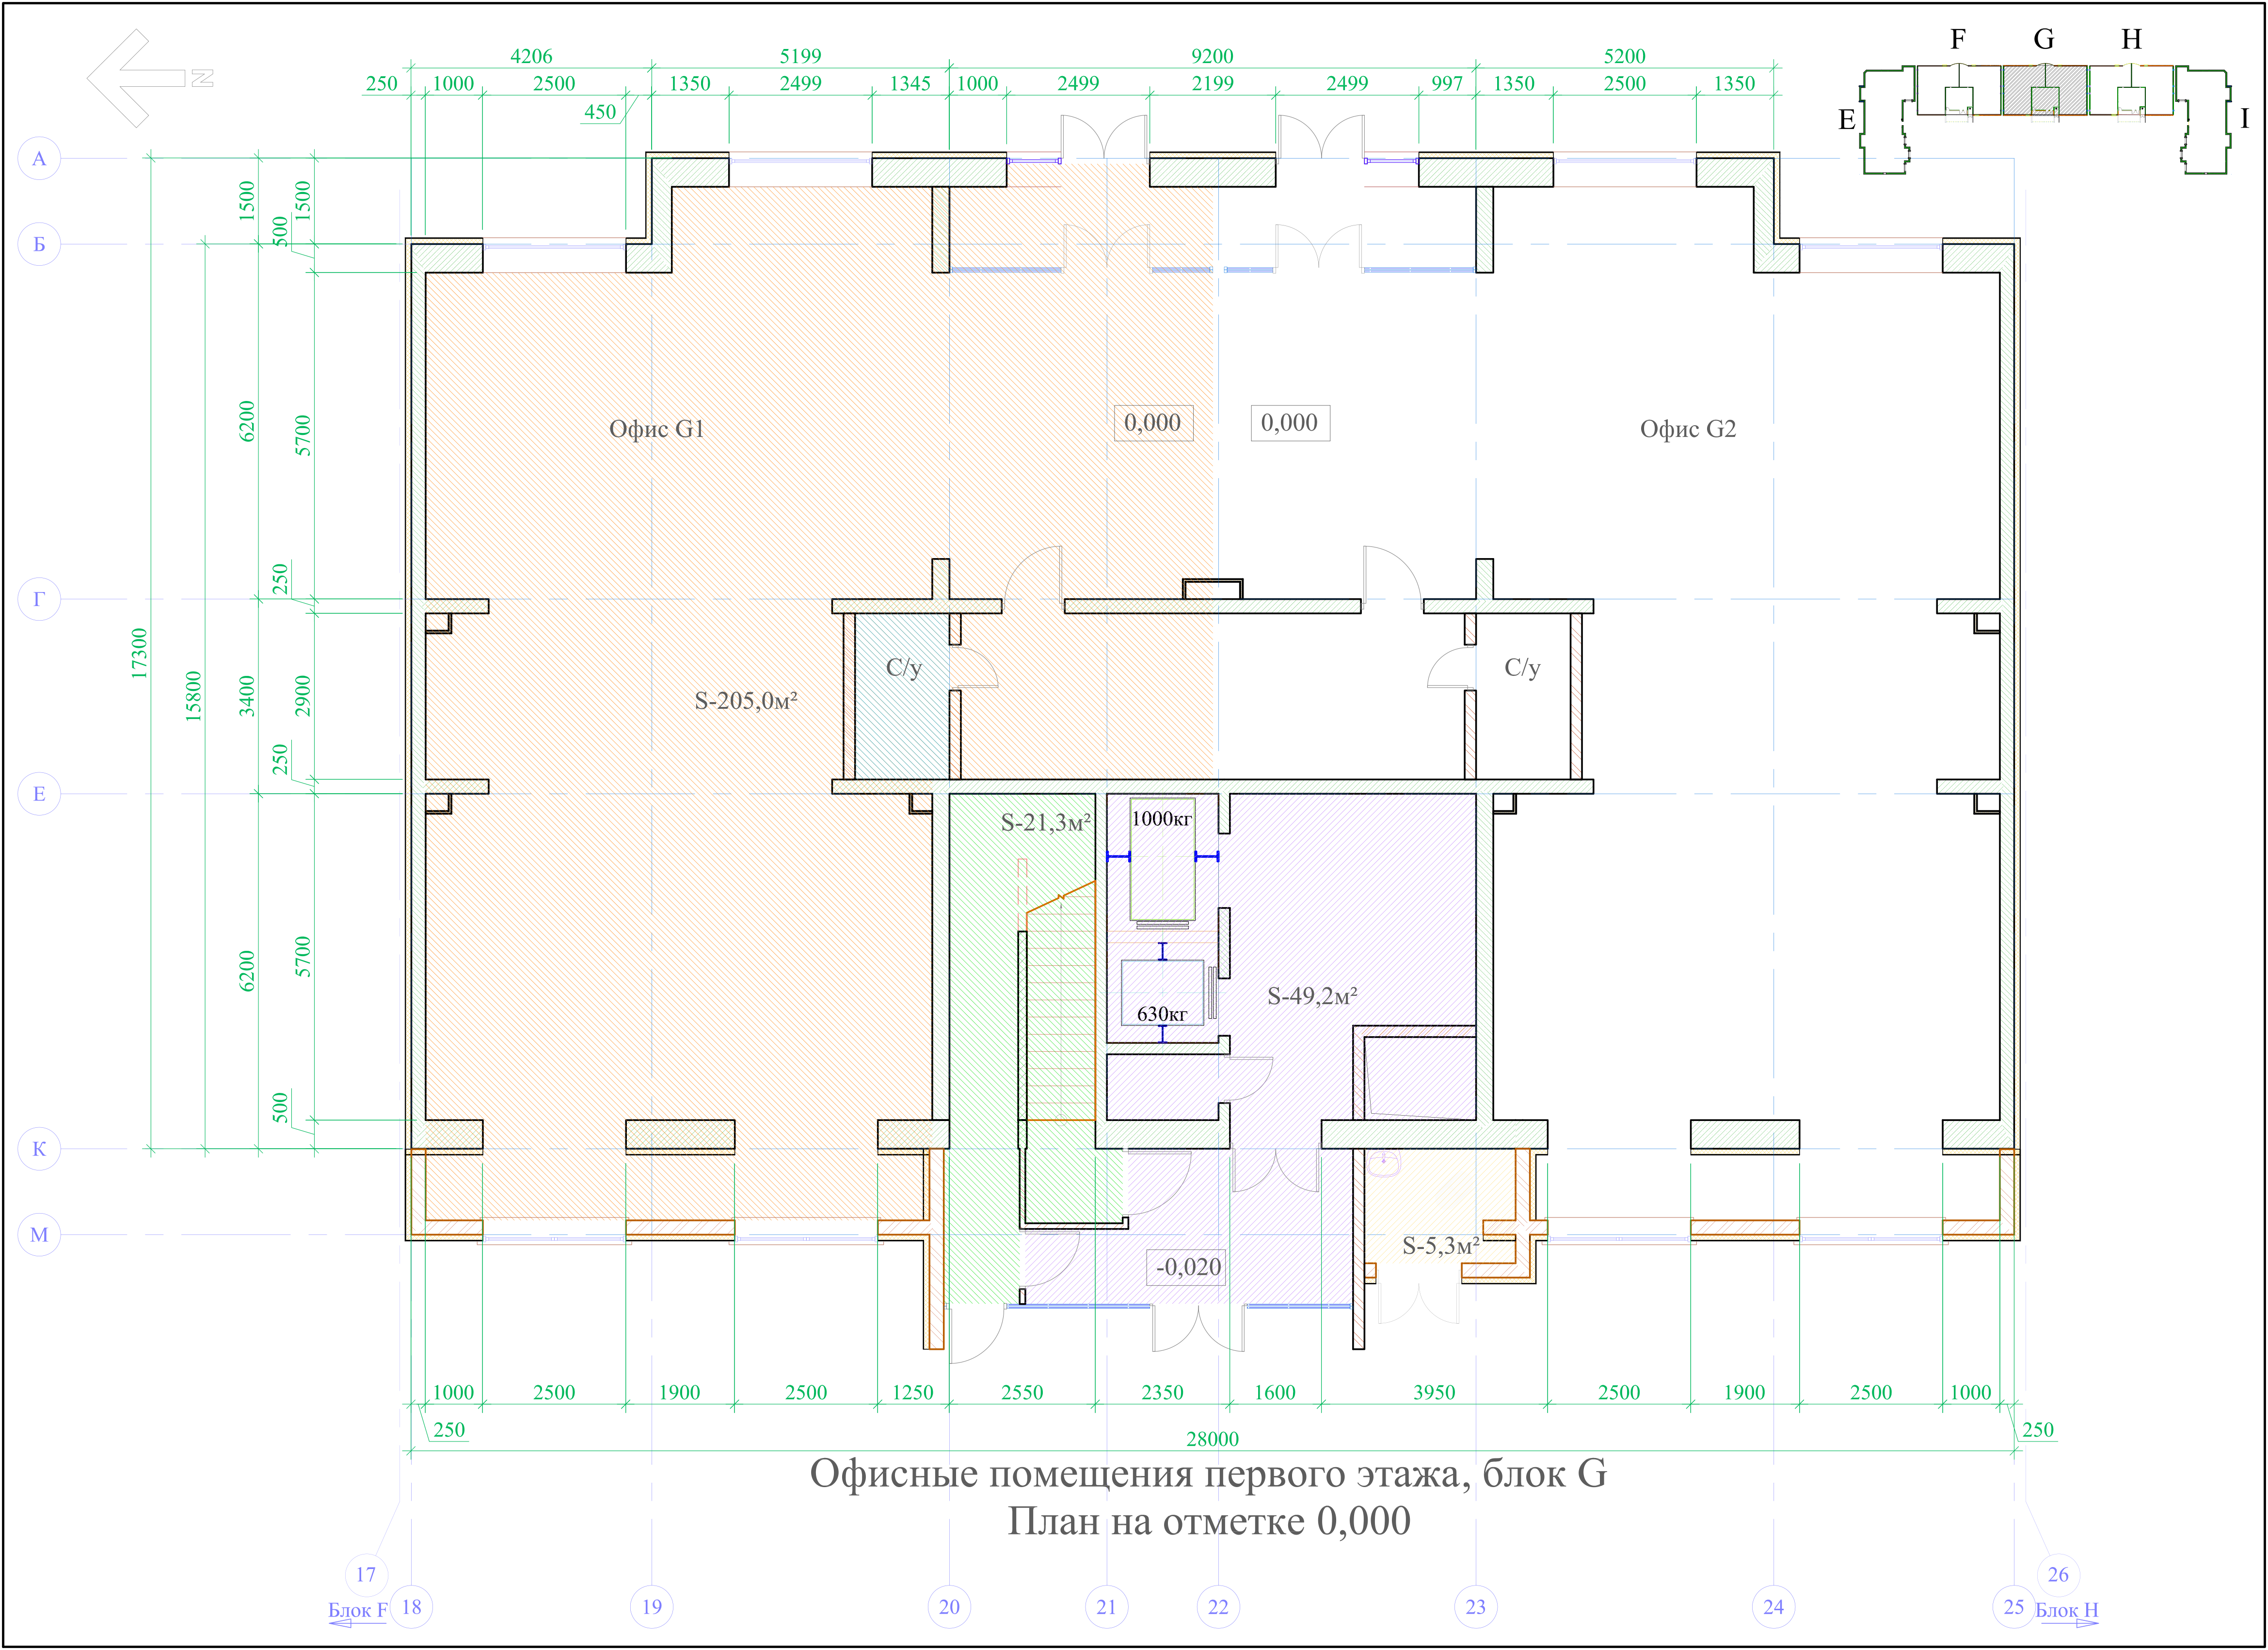 F G H
4206 5199 9200 5200
250 1000 2500 1350 2499 1345 1000 2499 2199 2499 997 1350 2500 1350
450
E I
N
А
1500 1500
500
Б
6200 5700
Офис G1
0,000 0,000
Офис G2
250
Г
17300 15800 3400 2900
С/у С/у
S-205,0м²
250
Е
S-21,3м²
1000кг
6200 5700
S-49,2м²
630кг
500
К
М
S-5,3м²
-0,020
1000 2500 1900 2500 1250 2550 2350 1600 3950 2500 1900 2500 1000
250 250
28000
Офисные помещения первого этажа, блок G
План на отметке 0,000
17 26
18 19 20 21 22 23 24 25
Блок F Блок H